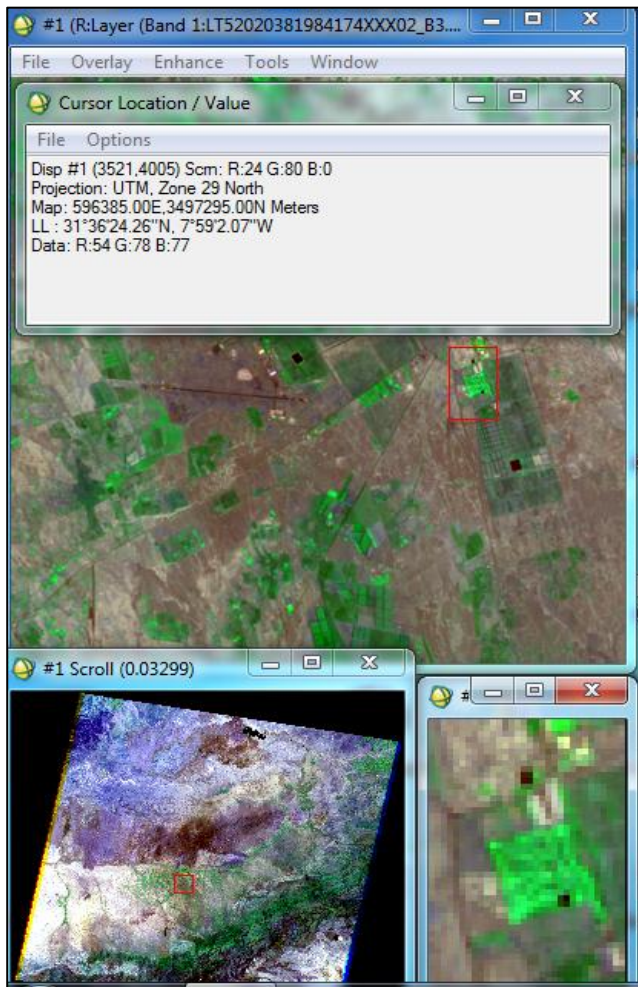 #1 (R:Layer (Band 1:LT52020381984174XXX02_B3....
File Overlay Enhance Tools Window
Cursor Location / Value
File Options
Disp #1 (3521,4005) Scrn: R:24 G:80 B:0
Projection: UTM, Zone 29 North
Map: 596385.00E,3497295.00N Meters
LL : 31°36'24.26"N, 7°59'2.07"W
Data: R:54 G:78 B:77
#1 Scroll (0.03299)
#